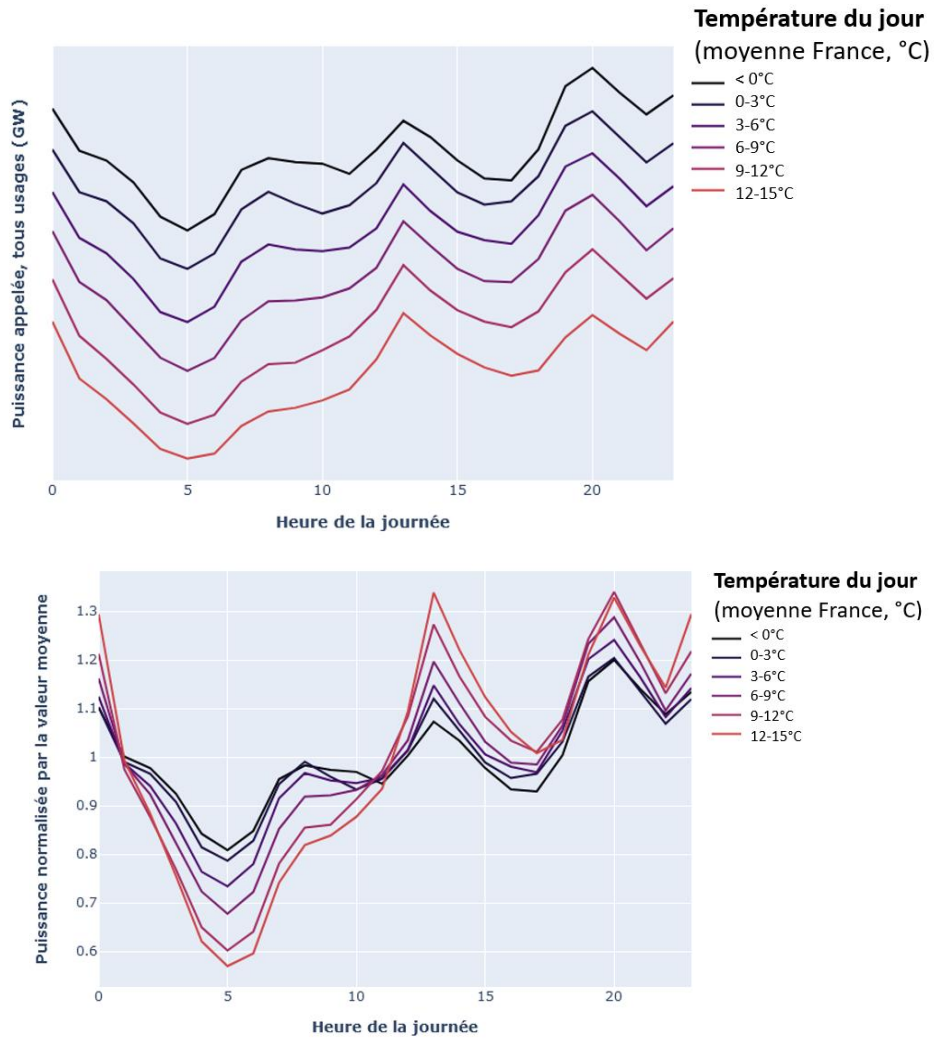 Température du jour
(moyenne France, °C)
< 0°C
0-3°C
3-6°C
6-9°C
9-12°C
12-15°C
Puissance appelée, tous usages (GW)
0
5
10
15
20
Heure de la journée
Température du jour
(moyenne France, °C)
< 0°C
0-3°C
3-6°C
6-9°C
9-12°C
12-15°C
Puissance normalisée par la valeur moyenne
1.3
1.2
1.1
1
0.9
0.8
0.7
0.6
0
5
10
15
20
Heure de la journée